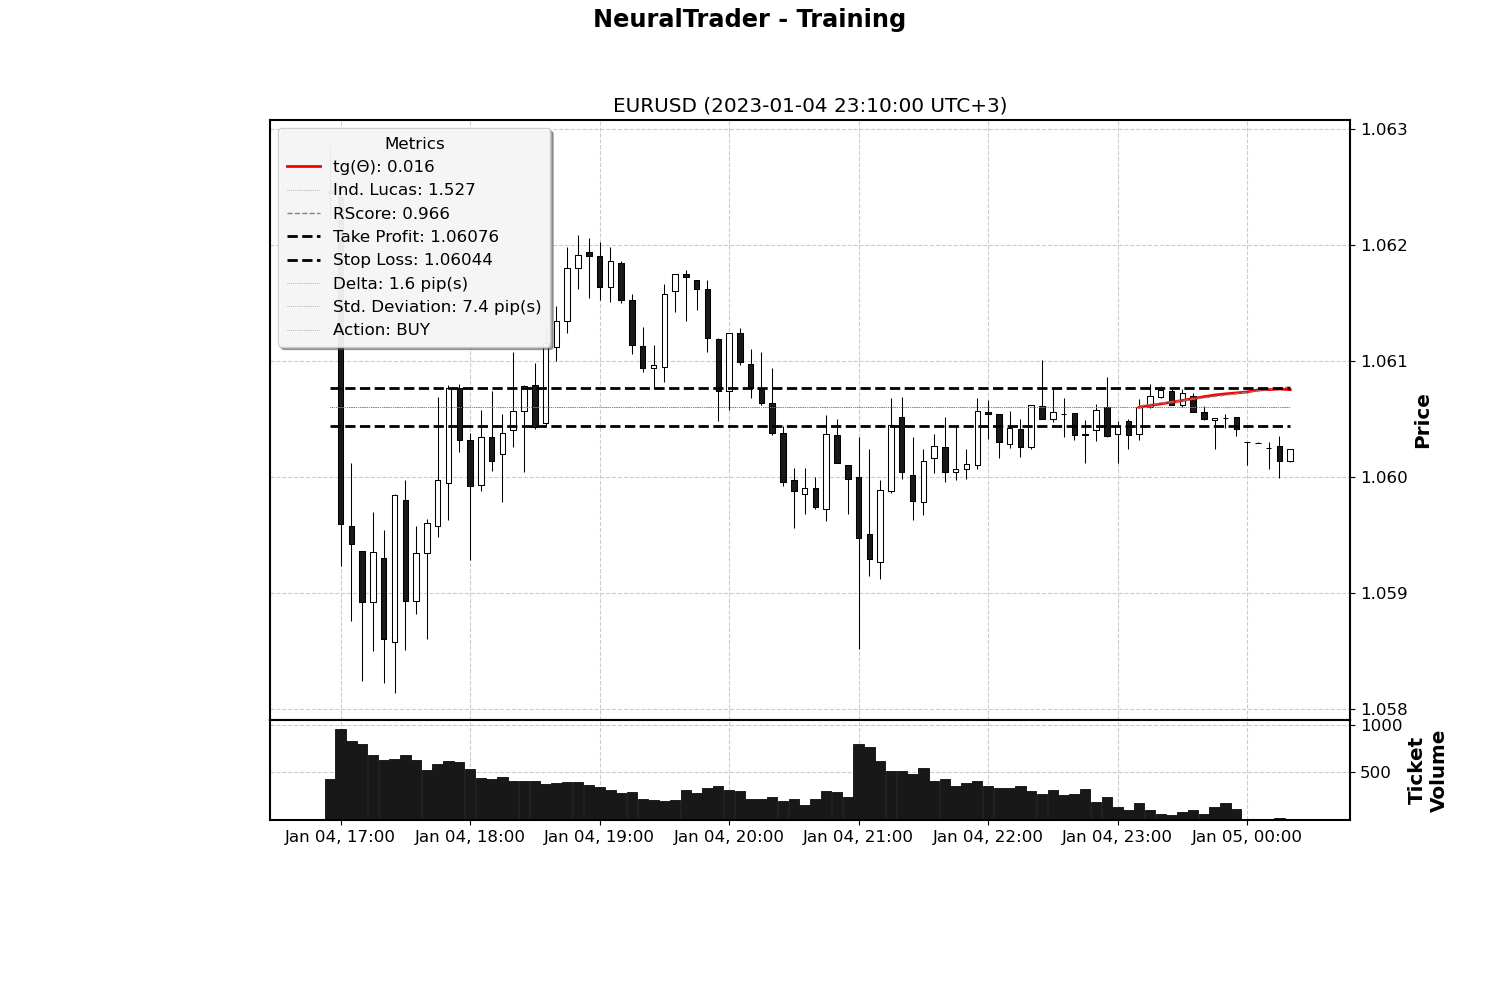 NeuralTrader - Training
EURUSD (2023-01-04 23:10:00 UTC+3)
Metrics
tg(Θ): 0.016
Ind. Lucas: 1.527
RScore: 0.966
Take Profit: 1.06076
Stop Loss: 1.06044
Delta: 1.6 pip(s)
Std. Deviation: 7.4 pip(s)
Action: BUY
1.063
1.062
1.061
1.060
1.059
1.058
Price
1000
500
Ticket
Volume
Jan 04, 17:00
Jan 04, 18:00
Jan 04, 19:00
Jan 04, 20:00
Jan 04, 21:00
Jan 04, 22:00
Jan 04, 23:00
Jan 05, 00:00